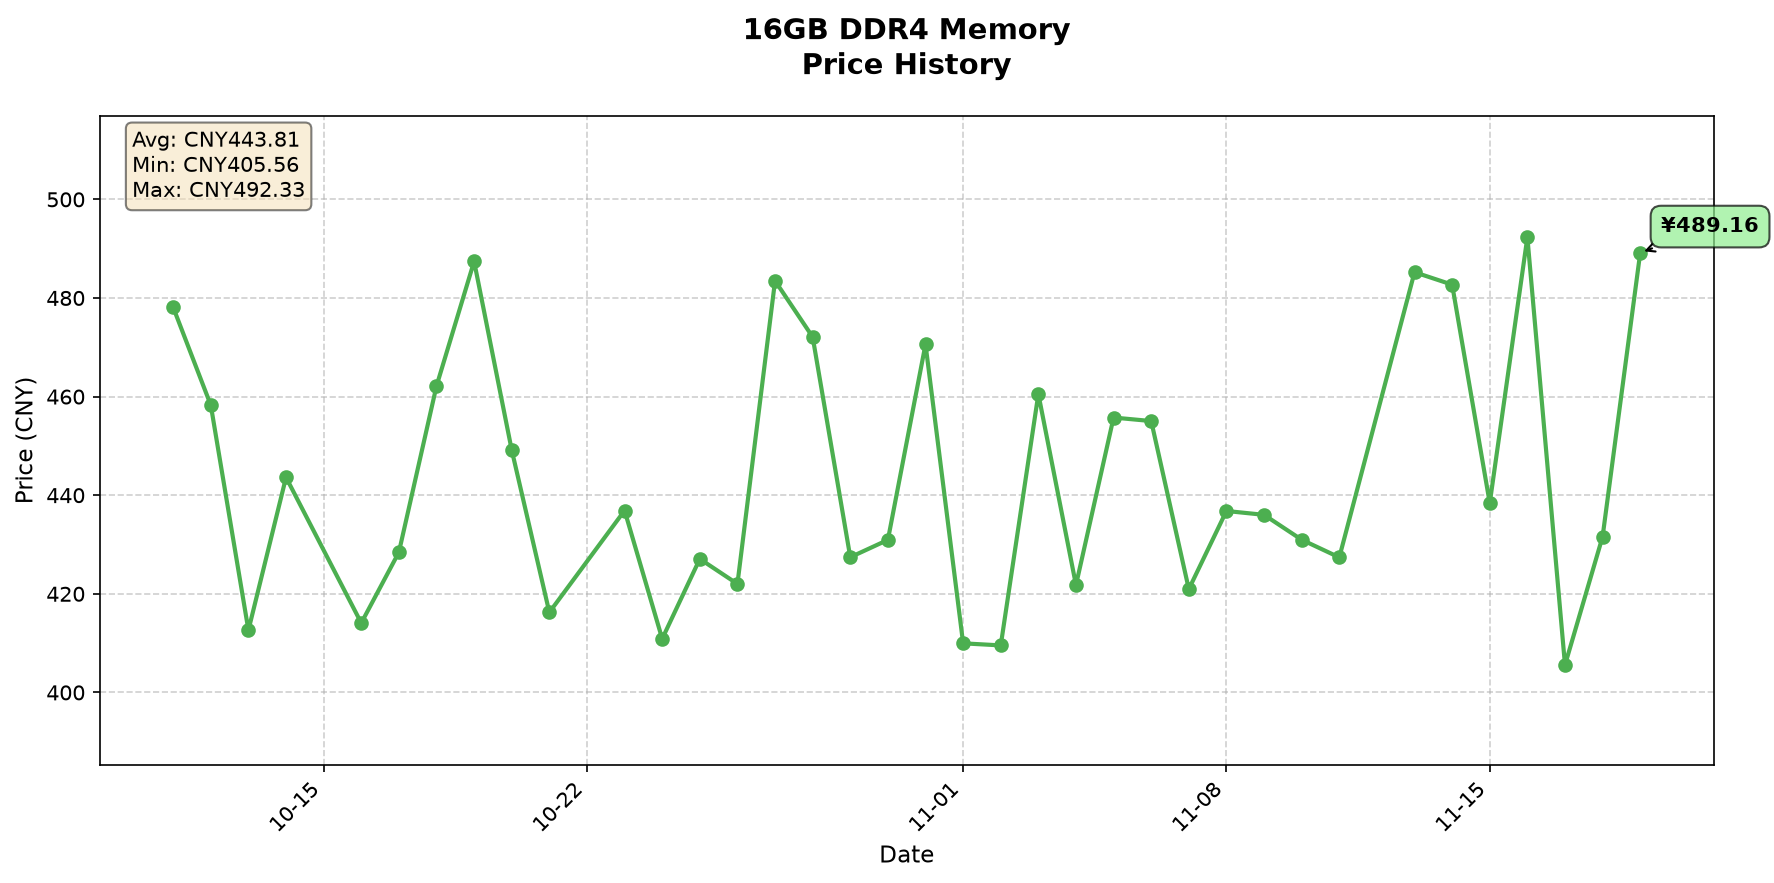 16GB DDR4 Memory
Price History
Avg: CNY443.81
Min: CNY405.56
Max: CNY492.33
¥489.16
Price (CNY)
500
480
460
440
420
400
10-15
10-22
11-01
11-08
11-15
Date